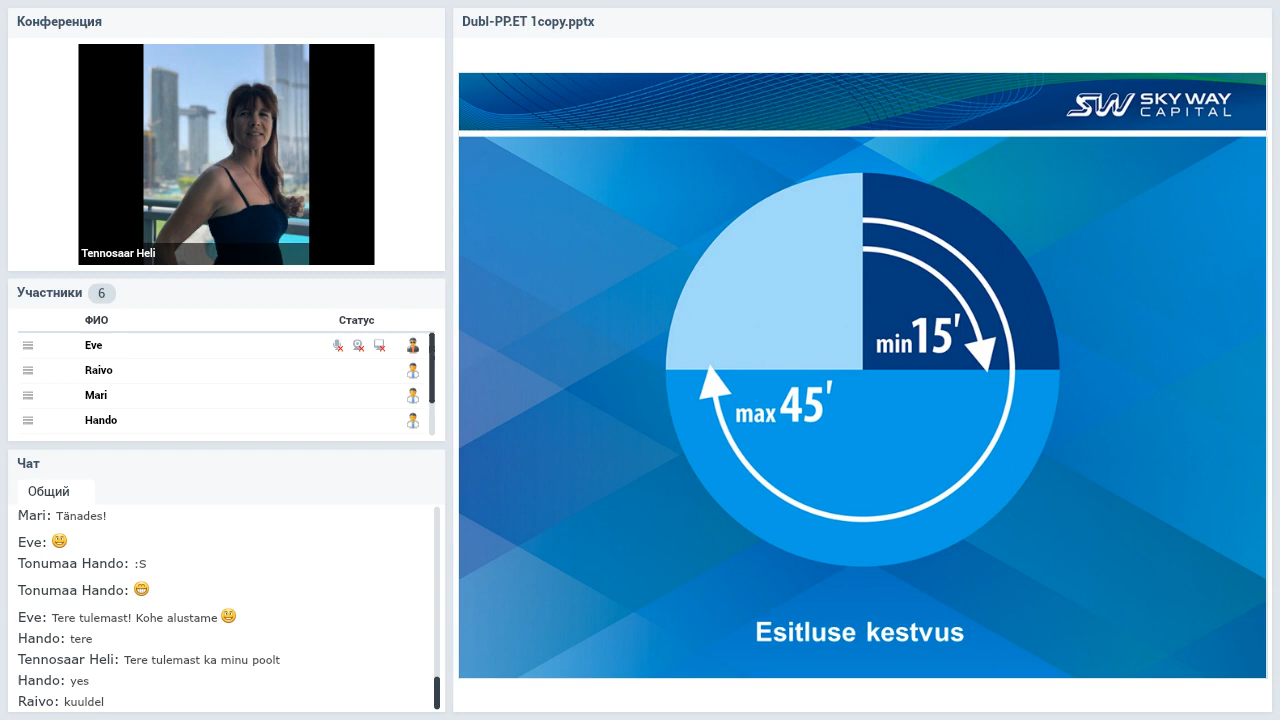 Конференция
Tennosaar Heli
Участники 6
ФИО Статус
Eve
Raivo
Mari
Hando
Чат
Общий
Mari: Tänades!
Eve:
Tonumaa Hando: :S
Tonumaa Hando:
Eve: Tere tulemast! Kohe alustame
Hando: tere
Tennosaar Heli: Tere tulemast ka minu poolt
Hando: yes
Raivo: kuuldel
Dubl-PP.ET 1copy.pptx
SW SKY WAY
CAPITAL
min 15'
max 45'
Esitluse kestvus